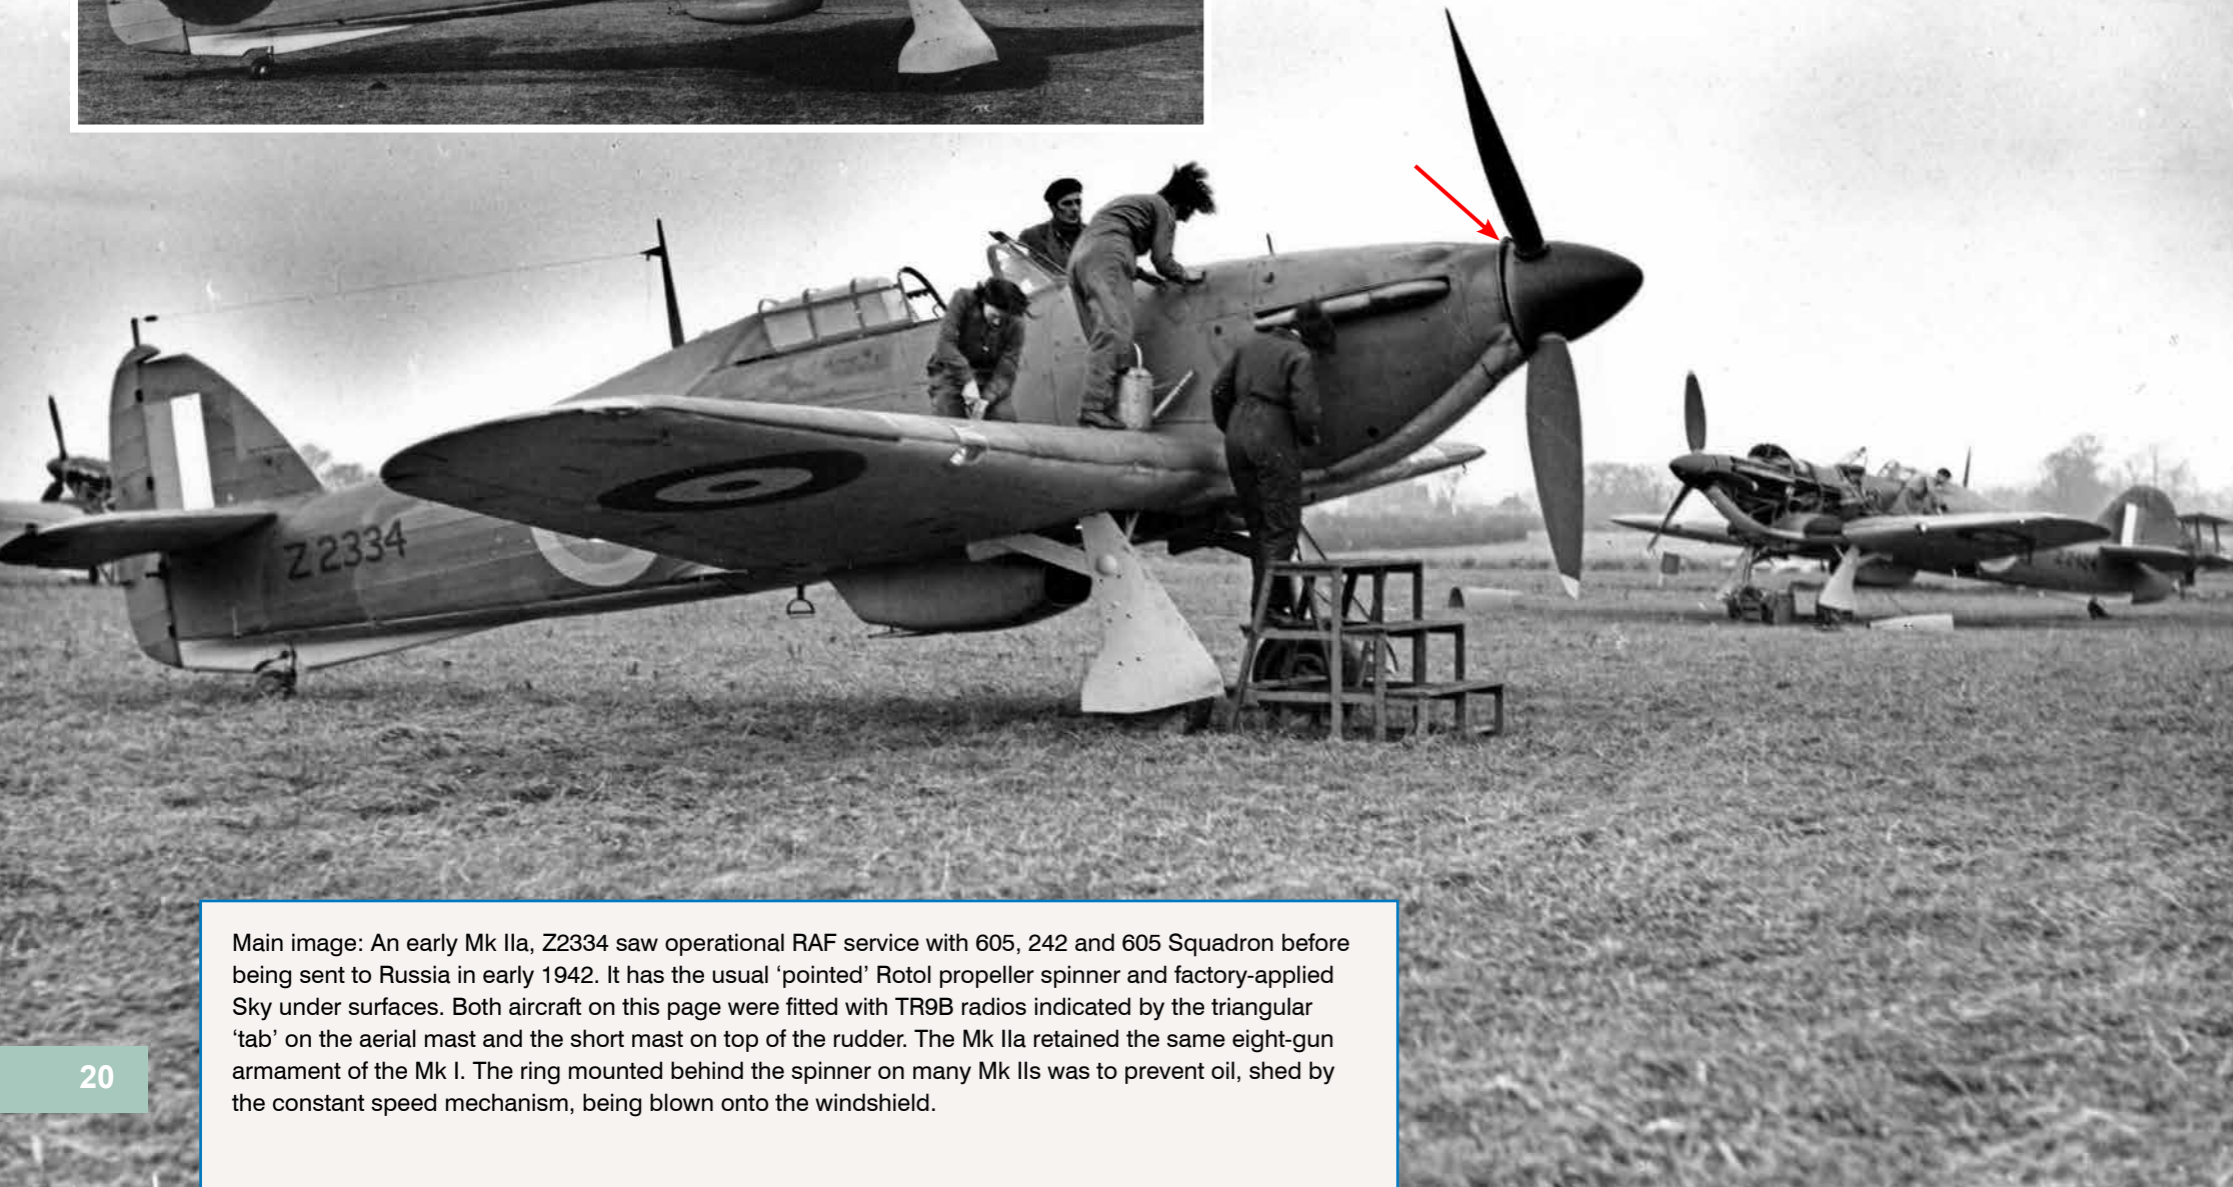 Z2334
Main image: An early Mk IIa, Z2334 saw operational RAF service with 605, 242 and 605 Squadron before
being sent to Russia in early 1942. It has the usual ‘pointed’ Rotol propeller spinner and factory-applied
Sky under surfaces. Both aircraft on this page were fitted with TR9B radios indicated by the triangular
‘tab’ on the aerial mast and the short mast on top of the rudder. The Mk IIa retained the same eight-gun
armament of the Mk I. The ring mounted behind the spinner on many Mk IIs was to prevent oil, shed by
the constant speed mechanism, being blown onto the windshield.
20